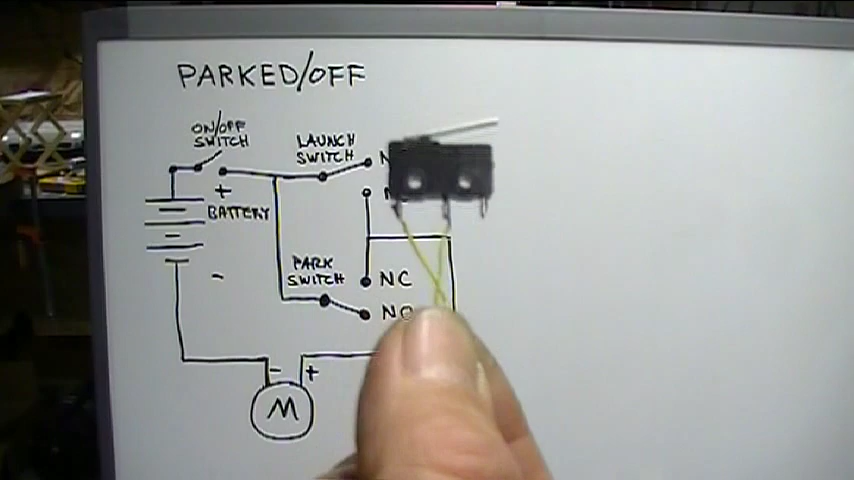 PARKED/OFF
ON/OFF
SWITCH
LAUNCH
SWITCH
+
BATTERY
PARK
SWITCH
NC
-
NO
- +
M